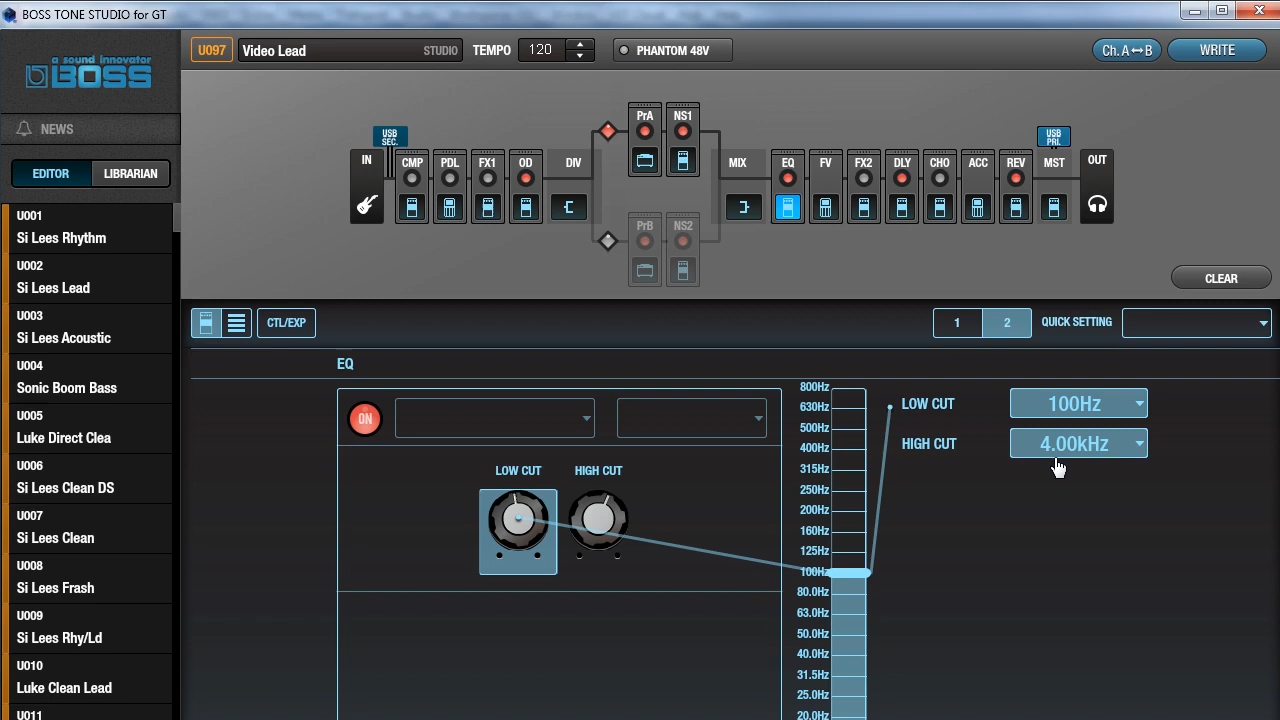 BOSS TONE STUDIO for GT
a sound innovator
BOSS
NEWS
EDITOR
LIBRARIAN
U001
Si Lees Rhythm
U002
Si Lees Lead
U003
Si Lees Acoustic
U004
Sonic Boom Bass
U005
Luke Direct Clea
U006
Si Lees Clean DS
U007
Si Lees Clean
U008
Si Lees Frash
U009
Si Lees Rhy/Ld
U010
Luke Clean Lead
U011
U097
Video Lead
STUDIO
TEMPO
120
PHANTOM 48V
Ch. A↔B
WRITE
IN
USB SEC.
CMP
PDL
FX1
OD
DIV
PrA
NS1
PrB
NS2
MIX
EQ
FV
FX2
DLY
CHO
ACC
REV
USB PRI.
MST
OUT
CLEAR
CTL/EXP
1
2
QUICK SETTING
EQ
ON
LOW CUT
HIGH CUT
800Hz
630Hz
500Hz
400Hz
315Hz
250Hz
200Hz
160Hz
125Hz
100Hz
80.0Hz
63.0Hz
50.0Hz
40.0Hz
31.5Hz
25.0Hz
20.0Hz
LOW CUT
100Hz
HIGH CUT
4.00kHz